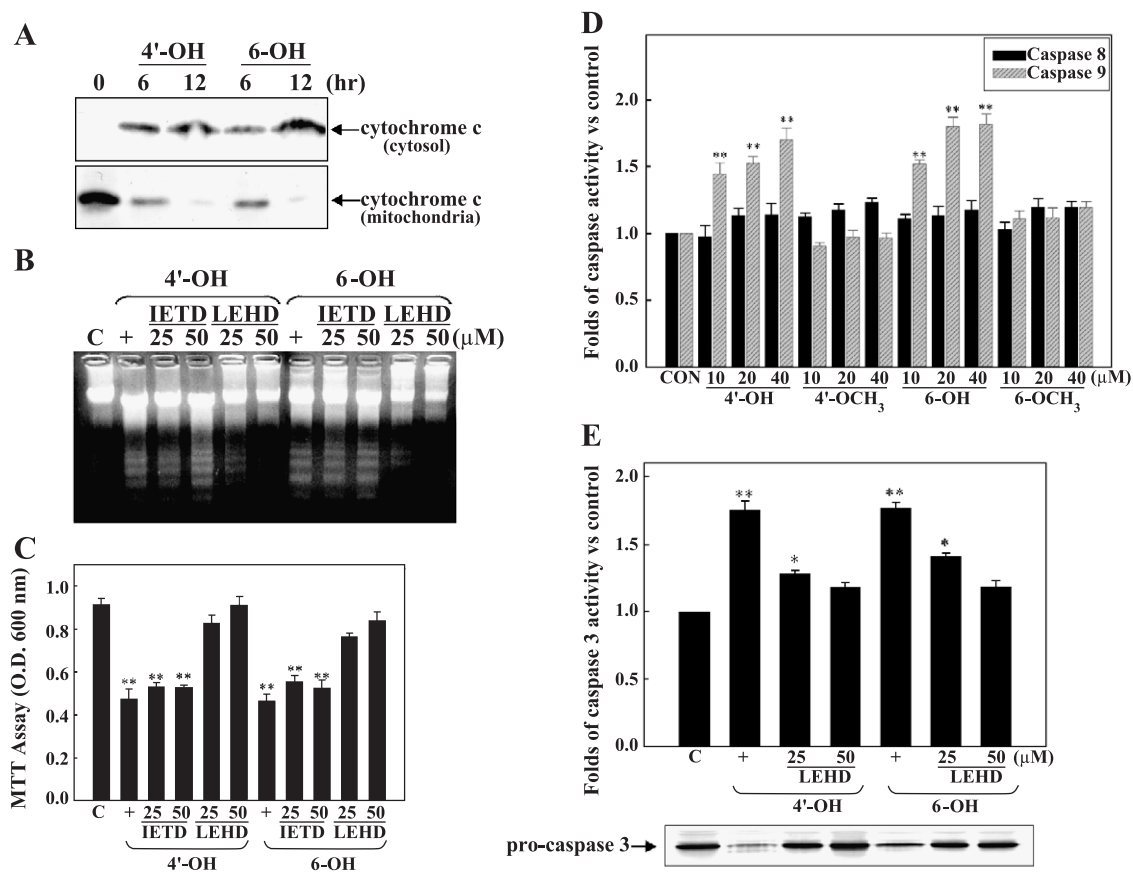 A
4'-OH 6-OH
0 6 12 6 12 (hr)
cytochrome c
(cytosol)
cytochrome c
(mitochondria)
B
4'-OH 6-OH
IETD LEHD IETD LEHD
C + 25 50 25 50 + 25 50 25 50 (μM)
C
MTT Assay (O.D. 600 nm)
1.0
0.8
0.6
0.4
0.2
0.0
** ** ** ** ** **
C + 25 50 25 50 + 25 50 25 50
IETD LEHD IETD LEHD
4'-OH 6-OH
D
Folds of caspase activity vs control
Caspase 8
Caspase 9
2.0
1.5
1.0
0.5
0.0
** ** ** ** ** **
CON 10 20 40 10 20 40 10 20 40 10 20 40 (μM)
4'-OH 4'-OCH3 6-OH 6-OCH3
E
Folds of caspase 3 activity vs control
2.0
1.5
1.0
0.5
0.0
** * ** *
C + 25 50 + 25 50 (μM)
LEHD LEHD
4'-OH 6-OH
pro-caspase 3